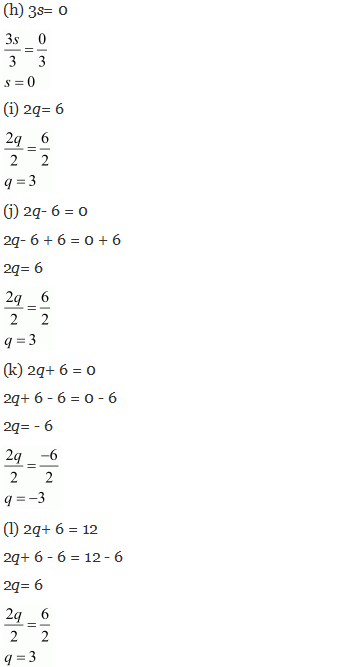 (h) 3s= 0
3s/3 = 0/3
s = 0
(i) 2q= 6
2q/2 = 6/2
q = 3
(j) 2q- 6 = 0
2q- 6 + 6 = 0 + 6
2q= 6
2q/2 = 6/2
q = 3
(k) 2q+ 6 = 0
2q+ 6 - 6 = 0 - 6
2q= - 6
2q/2 = −6/2
q = −3
(l) 2q+ 6 = 12
2q+ 6 - 6 = 12 - 6
2q= 6
2q/2 = 6/2
q = 3